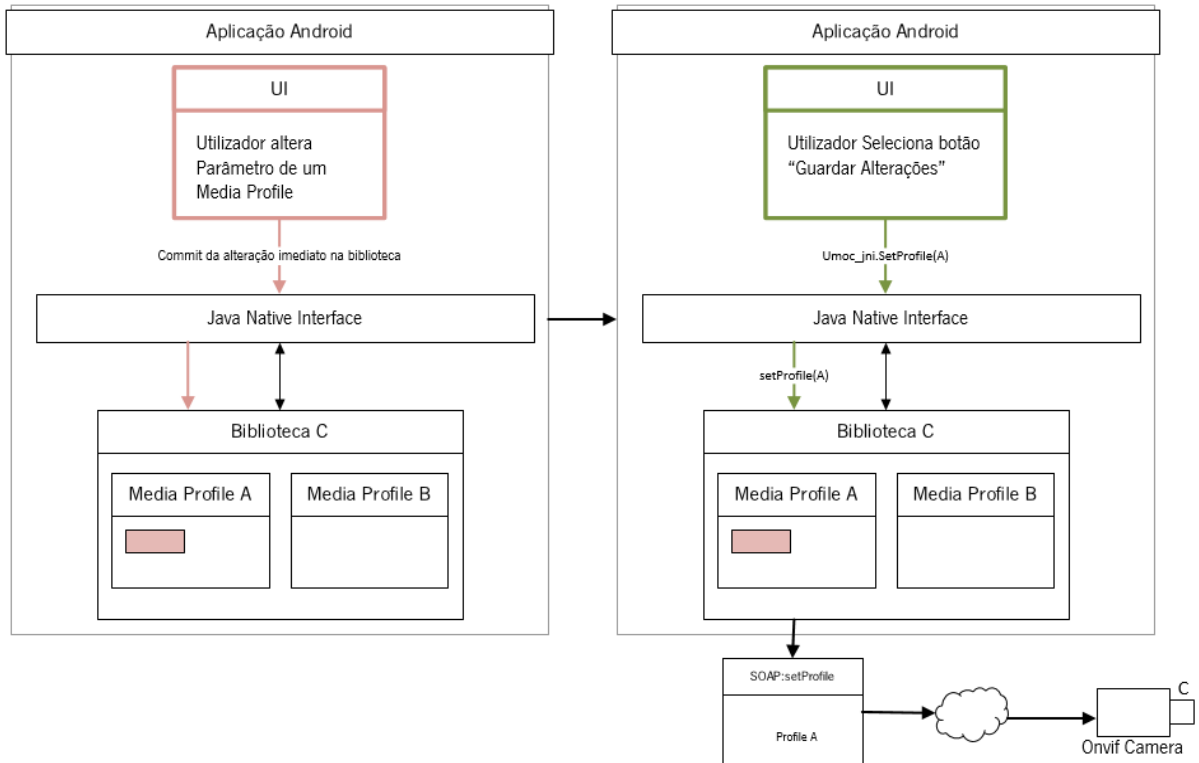 Aplicação Android
UI
Utilizador altera
Parâmetro de um
Media Profile
Commit da alteração imediato na biblioteca
Java Native Interface
Biblioteca C
Media Profile A
Media Profile B
Aplicação Android
UI
Utilizador Seleciona botão
“Guardar Alterações”
Umoc_jni.SetProfile(A)
Java Native Interface
setProfile(A)
Biblioteca C
Media Profile A
Media Profile B
SOAP:setProfile
Profile A
C
Onvif Camera